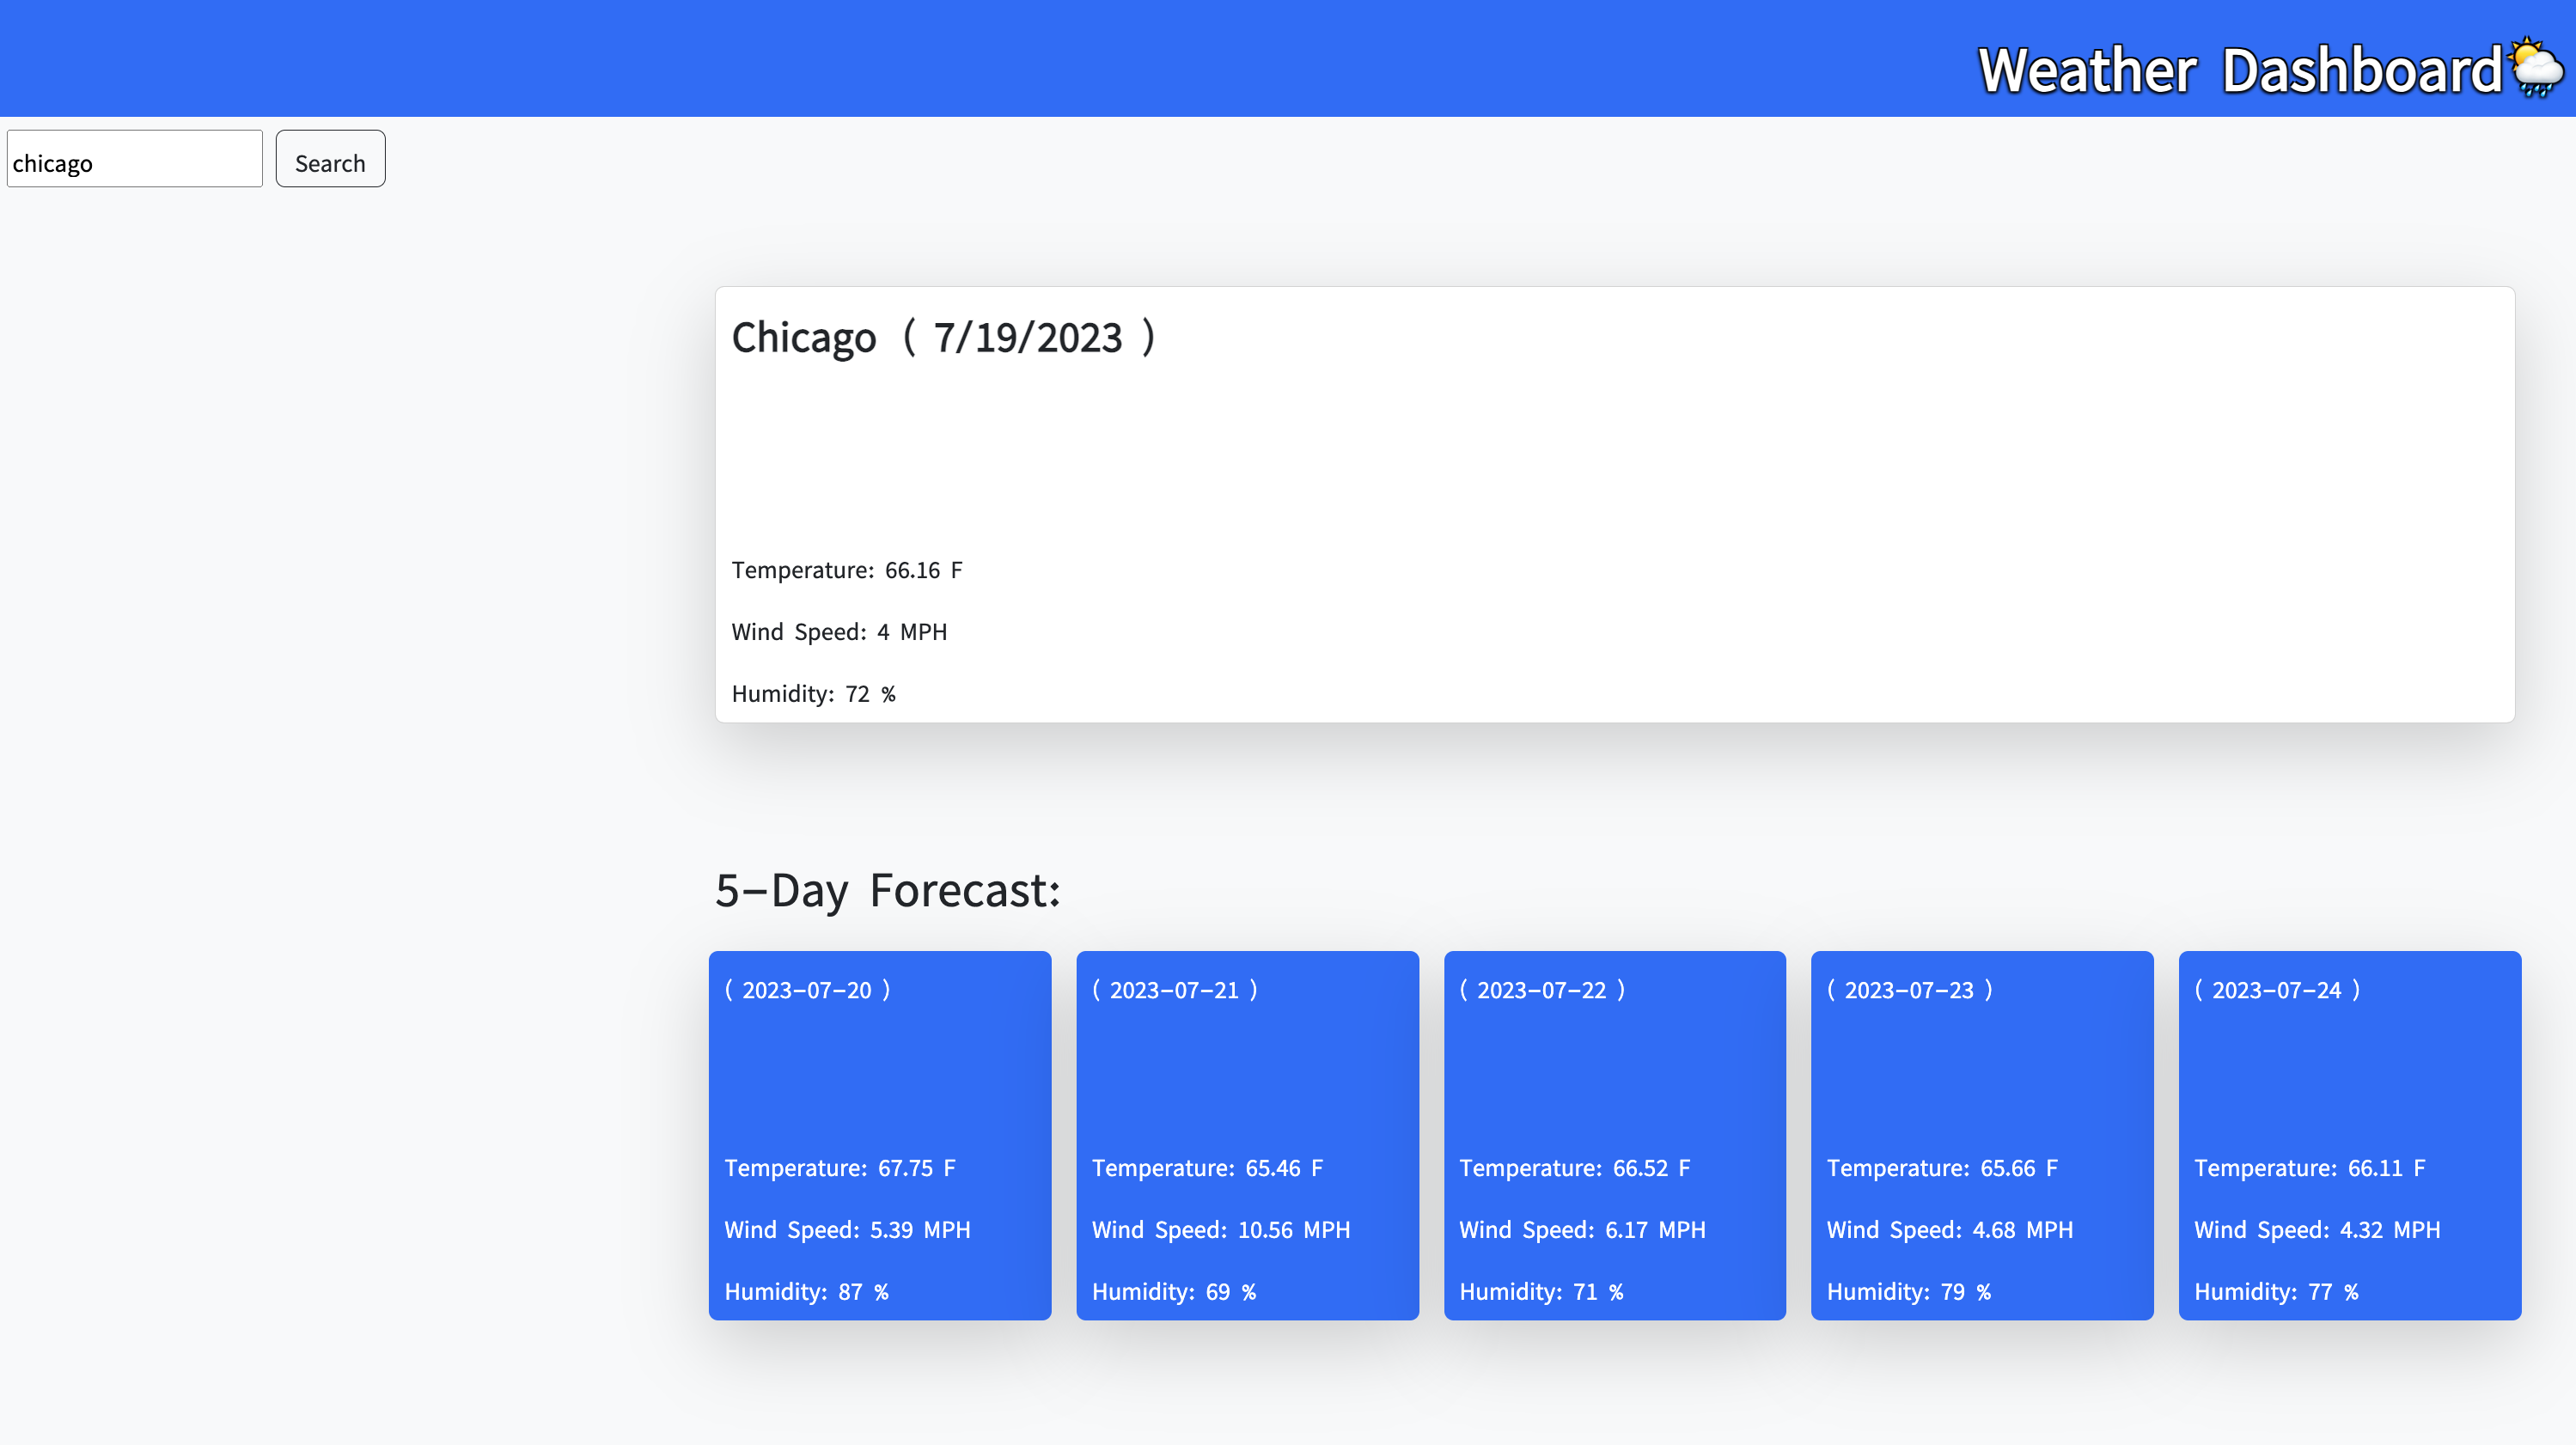 Weather Dashboard🌦️
chicago
Search
Chicago ( 7/19/2023 )
Temperature: 66.16 F
Wind Speed: 4 MPH
Humidity: 72 %
5-Day Forecast:
( 2023-07-20 )
Temperature: 67.75 F
Wind Speed: 5.39 MPH
Humidity: 87 %
( 2023-07-21 )
Temperature: 65.46 F
Wind Speed: 10.56 MPH
Humidity: 69 %
( 2023-07-22 )
Temperature: 66.52 F
Wind Speed: 6.17 MPH
Humidity: 71 %
( 2023-07-23 )
Temperature: 65.66 F
Wind Speed: 4.68 MPH
Humidity: 79 %
( 2023-07-24 )
Temperature: 66.11 F
Wind Speed: 4.32 MPH
Humidity: 77 %